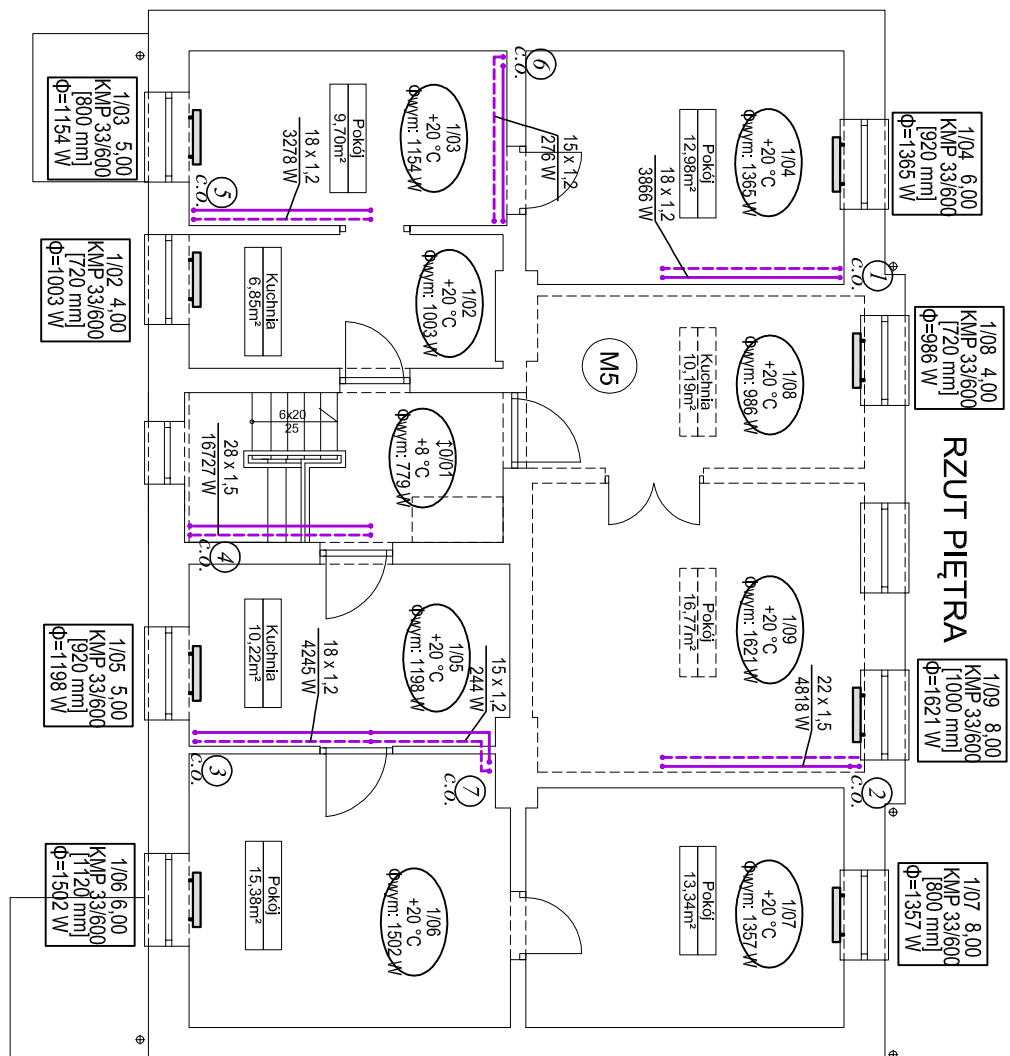 RZUT PIĘTRA
1/04 6,00
KMP 33/600
[920 mm]
Φ=1365 W
1/08 4,00
KMP 33/600
[720 mm]
Φ=986 W
1/09 8,00
KMP 33/600
[1000 mm]
Φ=1621 W
1/07 8,00
KMP 33/600
[800 mm]
Φ=1357 W
1
c.o.
2
c.o.
1/04
+20 °C
Φwym: 1365 W
Pokój
12,98m²
18 x 1,2
3866 W
1/08
+20 °C
Φwym: 986 W
Kuchnia
10,19m²
M5
1/09
+20 °C
Φwym: 1621 W
Pokój
16,77m²
22 x 1,5
4818 W
1/07
+20 °C
Φwym: 1357 W
Pokój
13,34m²
6
c.o.
15 x 1,2
276 W
1/03
+20 °C
Φwym: 1154 W
Pokój
9,70m²
18 x 1,2
3278 W
5
c.o.
1/02
+20 °C
Φwym: 1003 W
Kuchnia
6,85m²
↕0/01
+8 °C
Φwym: 779 W
6x20
25
28 x 1,5
16727 W
4
c.o.
1/05
+20 °C
Φwym: 1198 W
15 x 1,2
244 W
Kuchnia
10,22m²
18 x 1,2
4245 W
7
c.o.
3
c.o.
1/06
+20 °C
Φwym: 1502 W
Pokój
15,38m²
1/03 5,00
KMP 33/600
[800 mm]
Φ=1154 W
1/02 4,00
KMP 33/600
[720 mm]
Φ=1003 W
1/05 5,00
KMP 33/600
[920 mm]
Φ=1198 W
1/06 6,00
KMP 33/600
[1120 mm]
Φ=1502 W